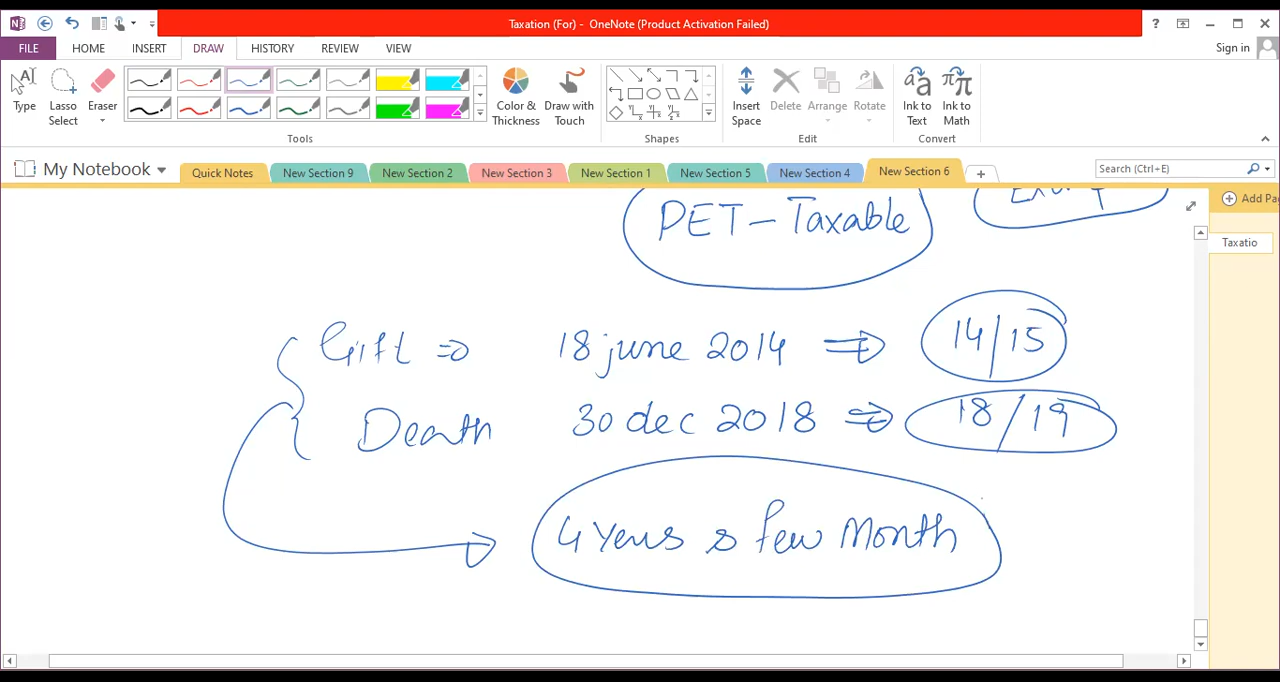 Taxation (For) - OneNote (Product Activation Failed)
FILE HOME INSERT DRAW HISTORY REVIEW VIEW Sign in
Type Lasso Select Eraser Color & Thickness Draw with Touch Insert Space Delete Arrange Rotate Ink to Text Ink to Math
Tools Shapes Edit Convert
My Notebook Quick Notes New Section 9 New Section 2 New Section 3 New Section 1 New Section 5 New Section 4 New Section 6 Search (Ctrl+E)
Add Pa
Taxatio
PET - Taxable
Gift => 18 june 2014 => 14/15
Death 30 dec 2018 => 18/19
4 Years & few Month